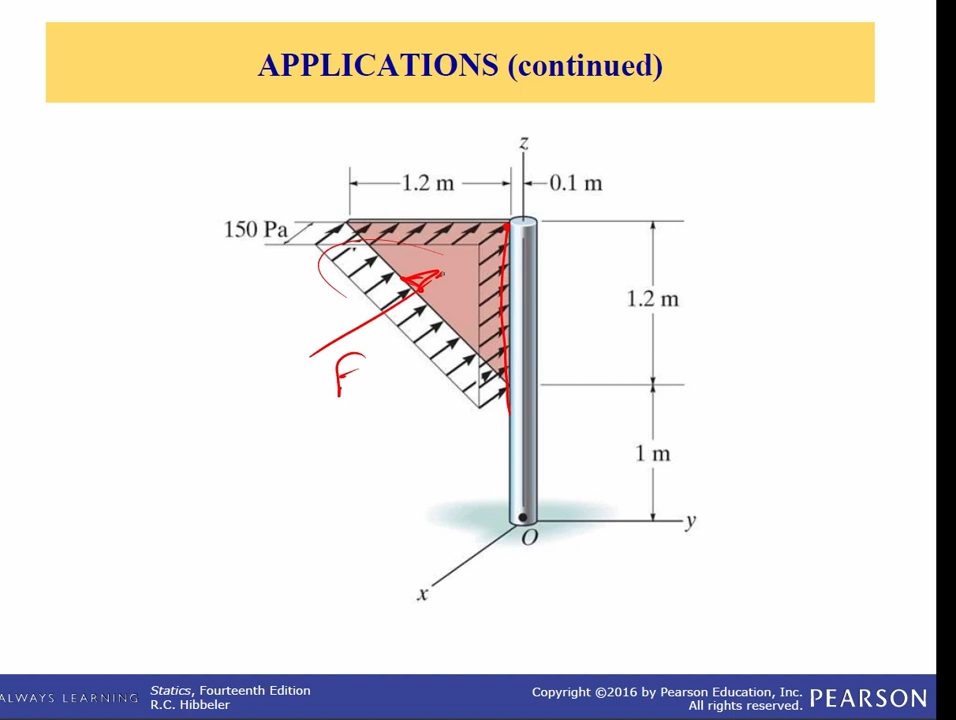 APPLICATIONS (continued)
z
1.2 m
0.1 m
150 Pa
1.2 m
F
1 m
y
O
x
ALWAYS LEARNING
Statics, Fourteenth Edition
R.C. Hibbeler
Copyright ©2016 by Pearson Education, Inc.
All rights reserved.
PEARSON